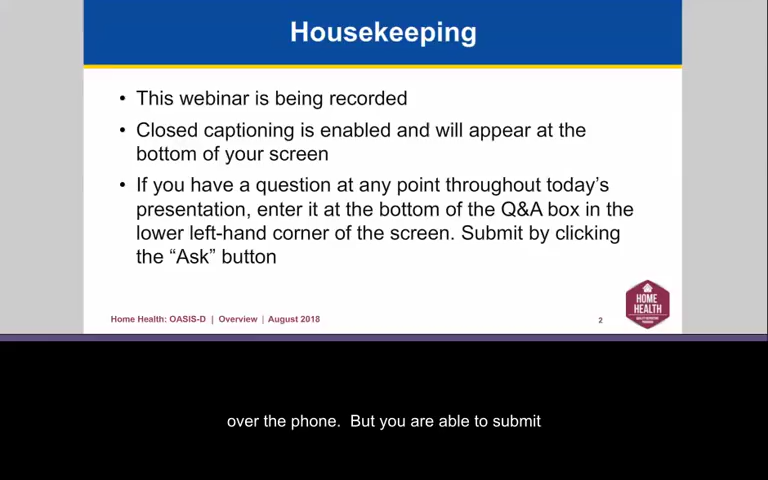 Housekeeping
• This webinar is being recorded
• Closed captioning is enabled and will appear at the
bottom of your screen
• If you have a question at any point throughout today’s
presentation, enter it at the bottom of the Q&A box in the
lower left-hand corner of the screen. Submit by clicking
the “Ask” button
Home Health: OASIS-D | Overview | August 2018
2
HOME
HEALTH
over the phone.  But you are able to submit